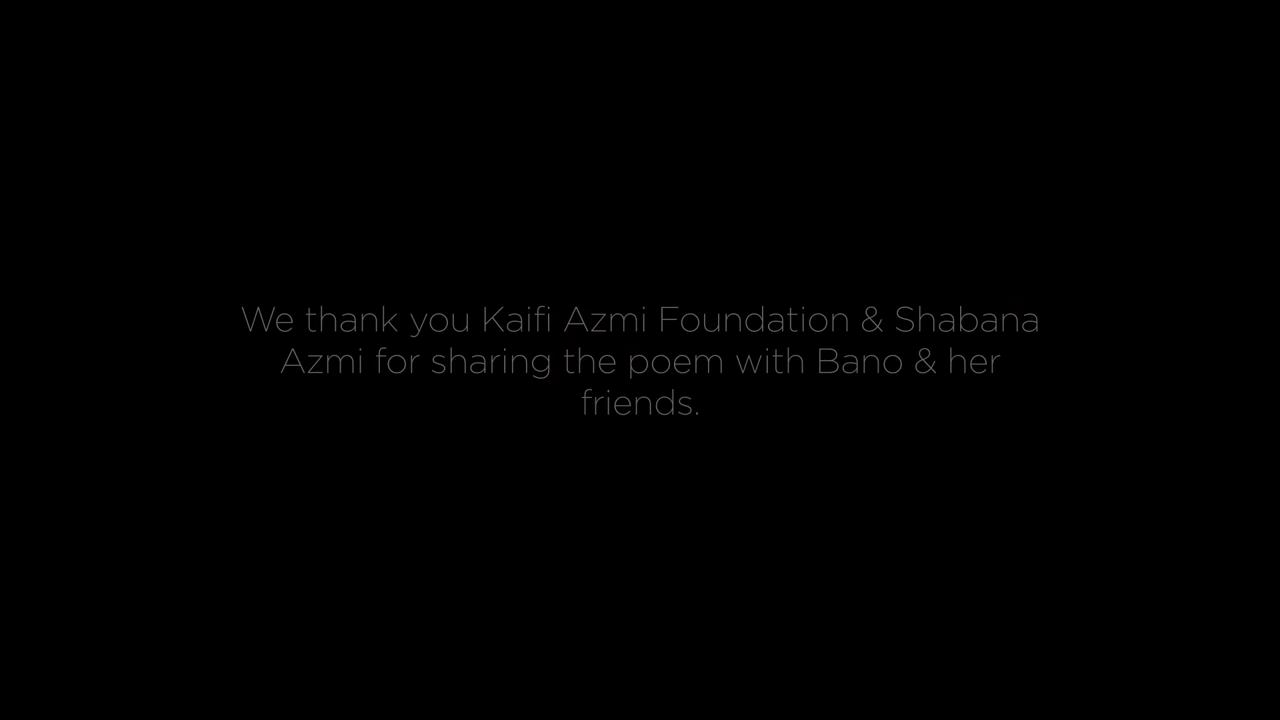 We thank you Kaifi Azmi Foundation & Shabana
Azmi for sharing the poem with Bano & her
friends.